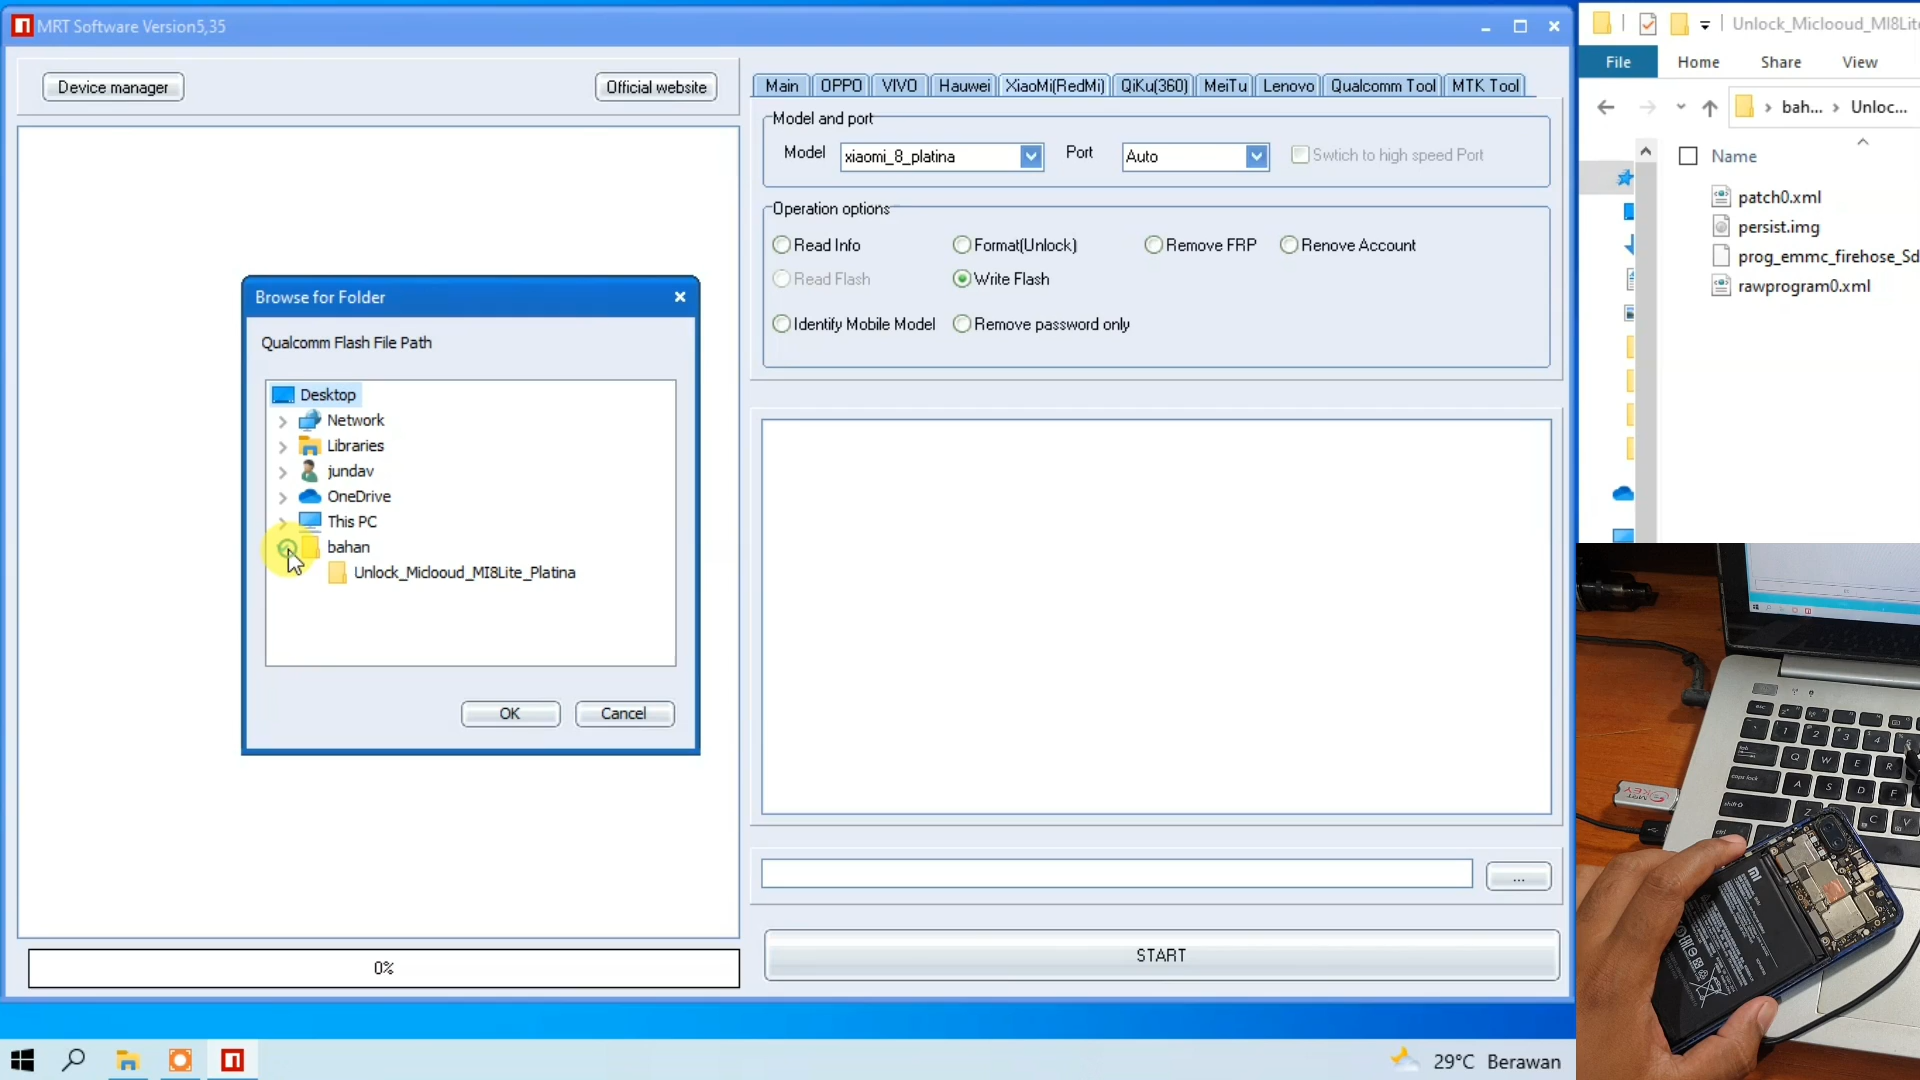 MRT Software Version5,35
Device manager
Official website
Main
OPPO
VIVO
Hauwei
XiaoMi(RedMi)
QiKu(360)
MeiTu
Lenovo
Qualcomm Tool
MTK Tool
Model and port
Model
xiaomi_8_platina
Port
Auto
Swtich to high speed Port
Operation options
Read Info
Format(Unlock)
Remove FRP
Renove Account
Read Flash
Write Flash
Identify Mobile Model
Remove password only
Browse for Folder
Qualcomm Flash File Path
Desktop
Network
Libraries
jundav
OneDrive
This PC
bahan
Unlock_Miclooud_MI8Lite_Platina
OK
Cancel
...
START
0%
29°C Berawan
Unlock_Miclooud_MI8Lite
File
Home
Share
View
bah...
Unloc...
Name
patch0.xml
persist.img
prog_emmc_firehose_Sd
rawprogram0.xml